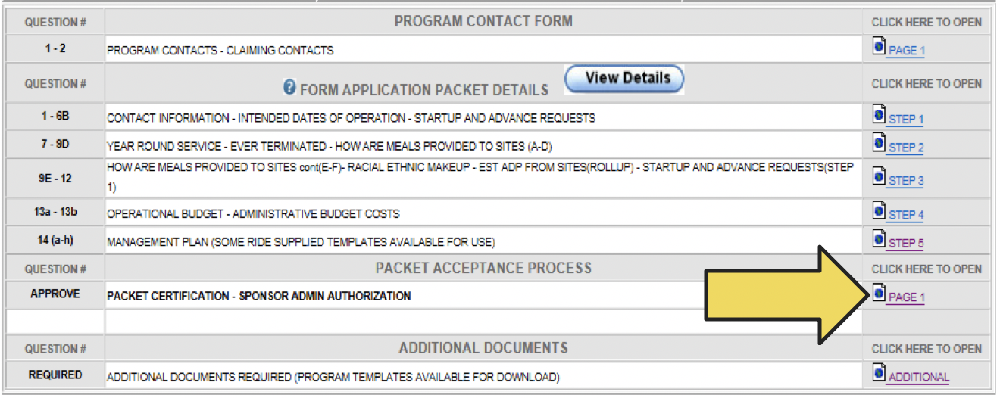 QUESTION # PROGRAM CONTACT FORM CLICK HERE TO OPEN
1 - 2 PROGRAM CONTACTS - CLAIMING CONTACTS PAGE 1
QUESTION # ? FORM APPLICATION PACKET DETAILS View Details CLICK HERE TO OPEN
1 - 6B CONTACT INFORMATION - INTENDED DATES OF OPERATION - STARTUP AND ADVANCE REQUESTS STEP 1
7 - 9D YEAR ROUND SERVICE - EVER TERMINATED - HOW ARE MEALS PROVIDED TO SITES (A-D) STEP 2
9E - 12 HOW ARE MEALS PROVIDED TO SITES cont(E-F)- RACIAL ETHNIC MAKEUP - EST ADP FROM SITES(ROLLUP) - STARTUP AND ADVANCE REQUESTS(STEP
1) STEP 3
13a - 13b OPERATIONAL BUDGET - ADMINISTRATIVE BUDGET COSTS STEP 4
14 (a-h) MANAGEMENT PLAN (SOME RIDE SUPPLIED TEMPLATES AVAILABLE FOR USE) STEP 5
QUESTION # PACKET ACCEPTANCE PROCESS CLICK HERE TO OPEN
APPROVE PACKET CERTIFICATION - SPONSOR ADMIN AUTHORIZATION PAGE 1
QUESTION # ADDITIONAL DOCUMENTS CLICK HERE TO OPEN
REQUIRED ADDITIONAL DOCUMENTS REQUIRED (PROGRAM TEMPLATES AVAILABLE FOR DOWNLOAD) ADDITIONAL